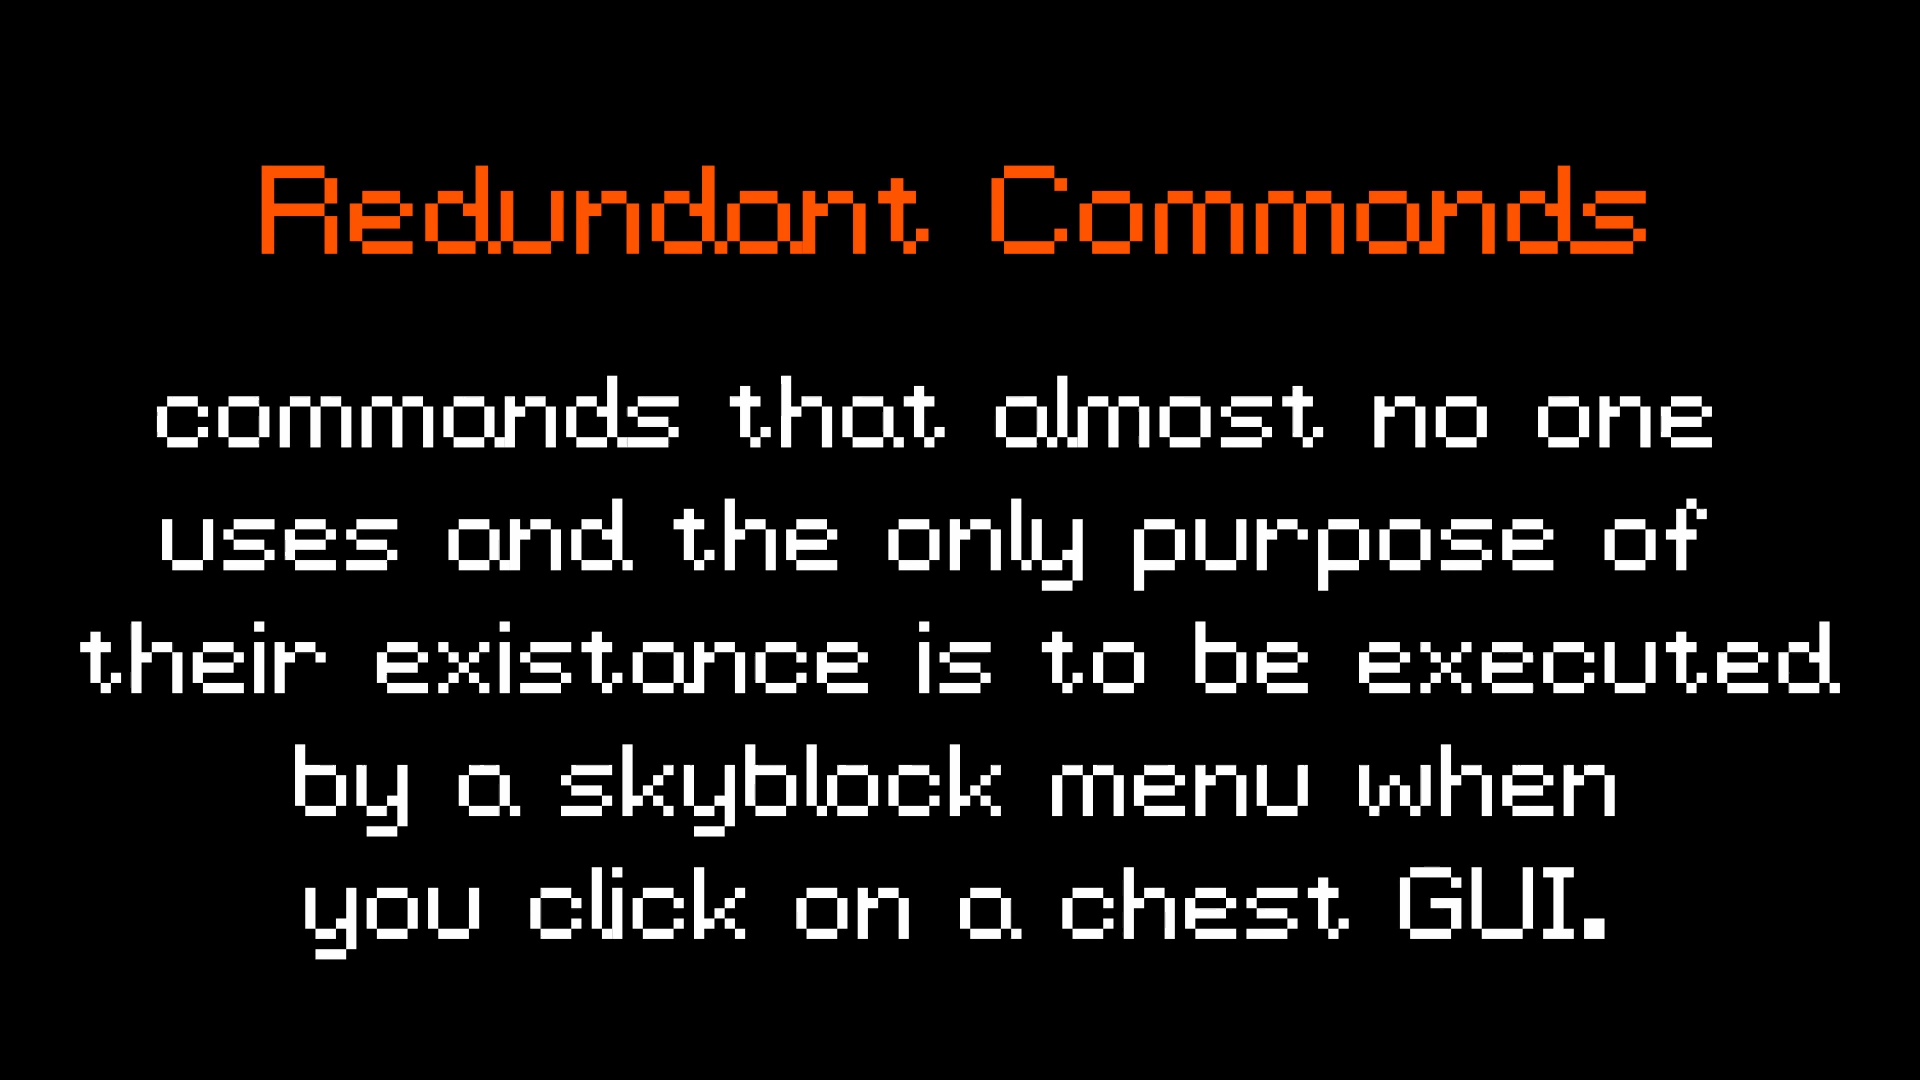 Redundant Commands
commands that almost no one
uses and the only purpose of
their existance is to be executed
by a skyblock menu when
you click on a chest GUI.